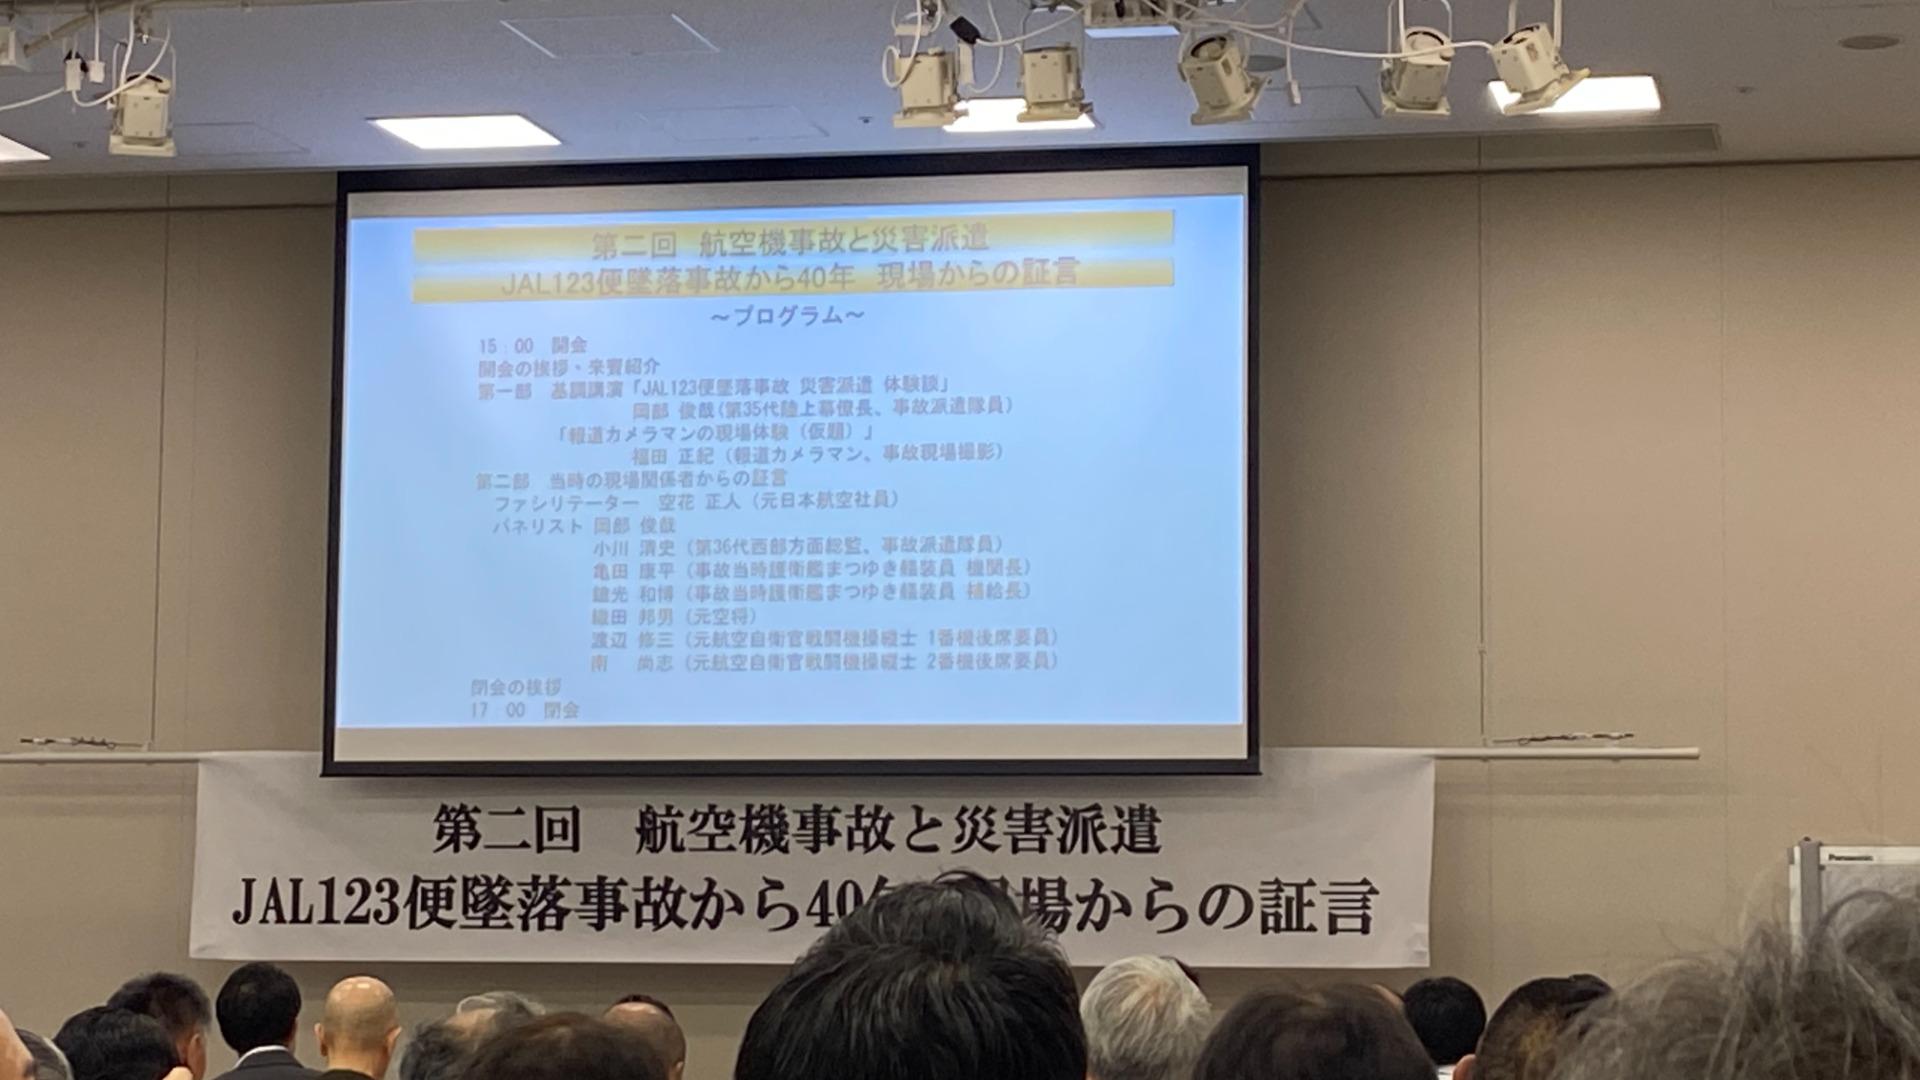 第二回　航空機事故と災害派遣
JAL123便墜落事故から40年　現場からの証言
～プログラム～
15：00　開会
開会の挨拶・来賓紹介
第一部　基調講演「JAL123便墜落事故 災害派遣 体験談」
岡部 俊哉（第35代陸上幕僚長、事故派遣隊員）
「報道カメラマンの現場体験（仮題）」
福田 正紀（報道カメラマン、事故現場撮影）
第二部　当時の現場関係者からの証言
ファシリテーター　空花 正人（元日本航空社員）
パネリスト 岡部 俊哉
小川 清史（第36代西部方面総監、事故派遣隊員）
亀田 康平（事故当時護衛艦まつゆき艤装員 機関長）
和博（事故当時護衛艦まつゆき艤装員 補給長）
織田 邦男（元空将）
渡辺 修三（元航空自衛官戦闘機操縦士 1番機後席要員）
南　尚志（元航空自衛官戦闘機操縦士 2番機後席要員）
閉会の挨拶
17：00　閉会
第二回　航空機事故と災害派遣
JAL123便墜落事故から40年 現場からの証言
Panasonic